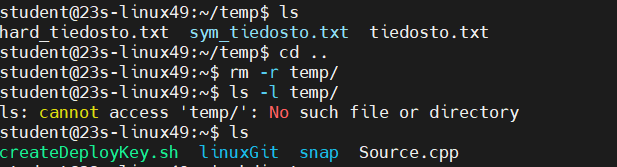 student@23s-linux49:~/temp$ ls
hard_tiedosto.txt  sym_tiedosto.txt  tiedosto.txt
student@23s-linux49:~/temp$ cd ..
student@23s-linux49:~$ rm -r temp/
student@23s-linux49:~$ ls -l temp/
ls: cannot access 'temp/': No such file or directory
student@23s-linux49:~$ ls
createDeployKey.sh  linuxGit  snap  Source.cpp